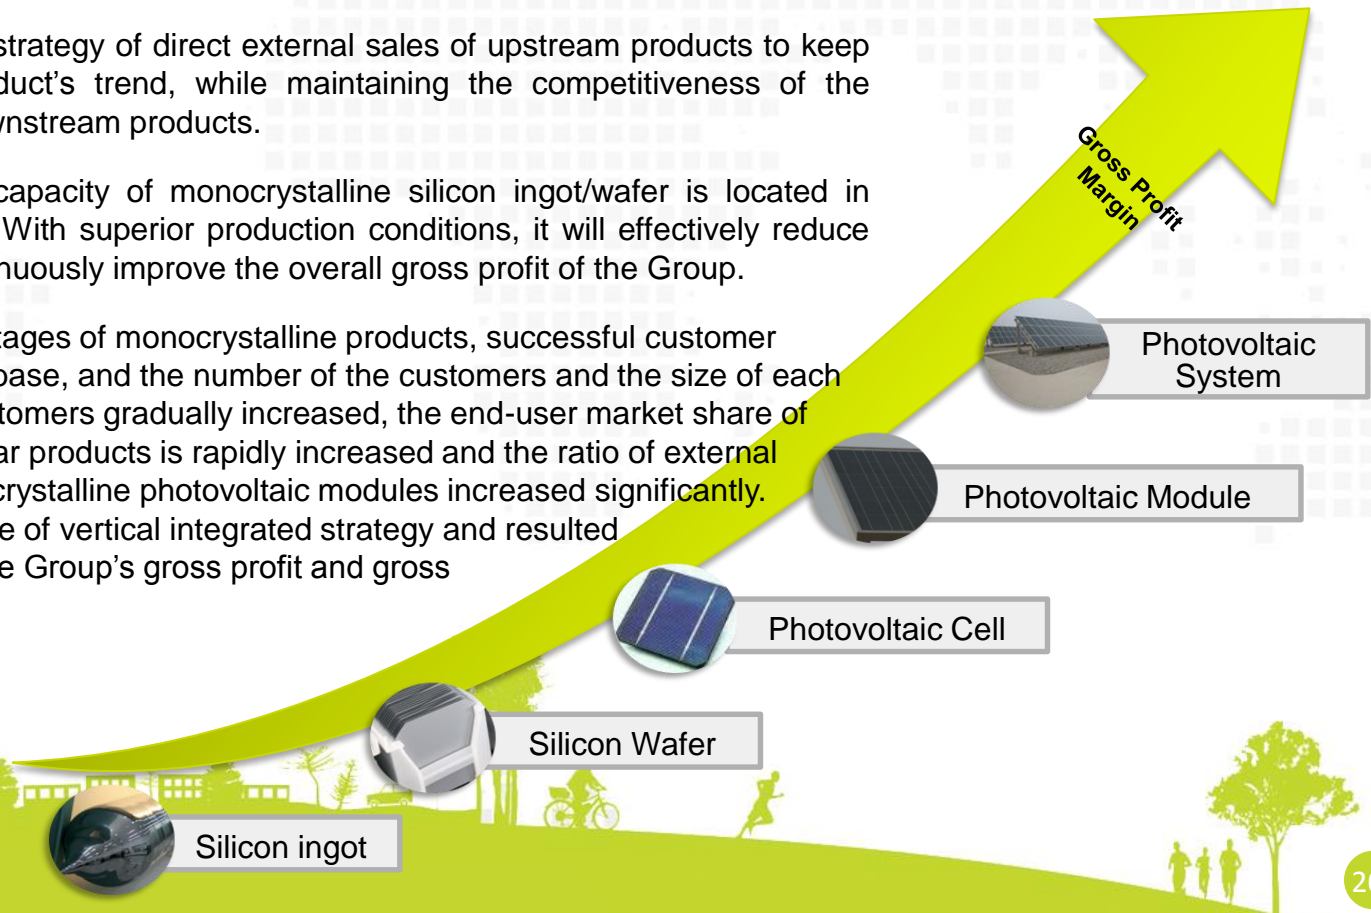 strategy of direct external sales of upstream products to keep
duct's trend, while maintaining the competitiveness of the
wnstream products.
capacity of monocrystalline silicon ingot/wafer is located in
With superior production conditions, it will effectively reduce
nuously improve the overall gross profit of the Group.
tages of monocrystalline products, successful customer
base, and the number of the customers and the size of each
stomers gradually increased, the end-user market share of
ar products is rapidly increased and the ratio of external
crystalline photovoltaic modules increased significantly.
e of vertical integrated strategy and resulted
e Group's gross profit and gross
Gross Profit
Margin
Photovoltaic
System
Photovoltaic Module
Photovoltaic Cell
Silicon Wafer
Silicon ingot